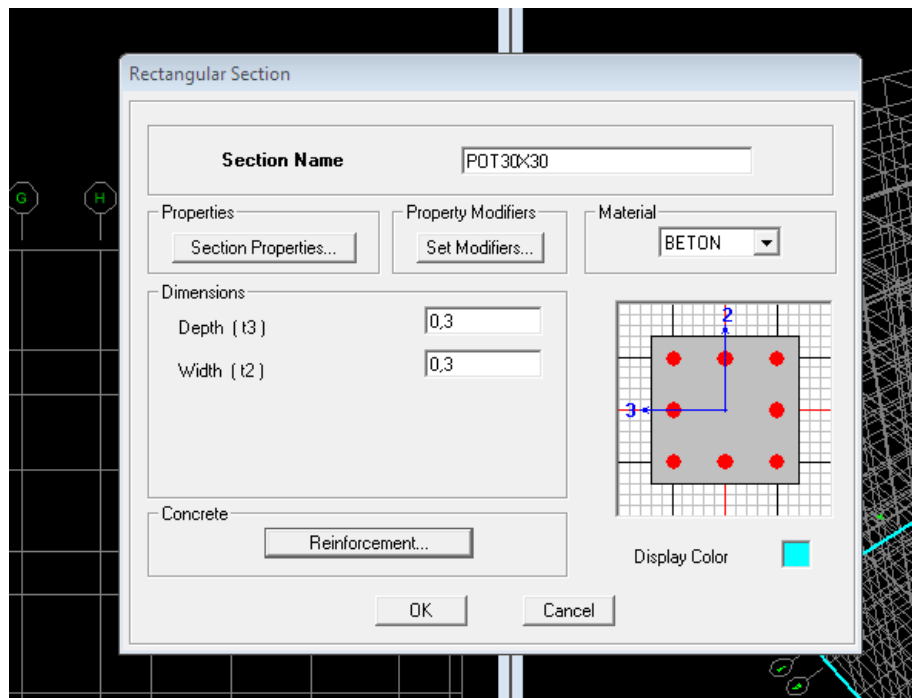 Rectangular Section
Section Name POT30X30
Properties Property Modifiers Material
Section Properties... Set Modifiers... BETON
Dimensions
Depth ( t3 ) 0,3
Width ( t2 ) 0,3
2
3
Concrete
Reinforcement...
Display Color
OK Cancel
G H